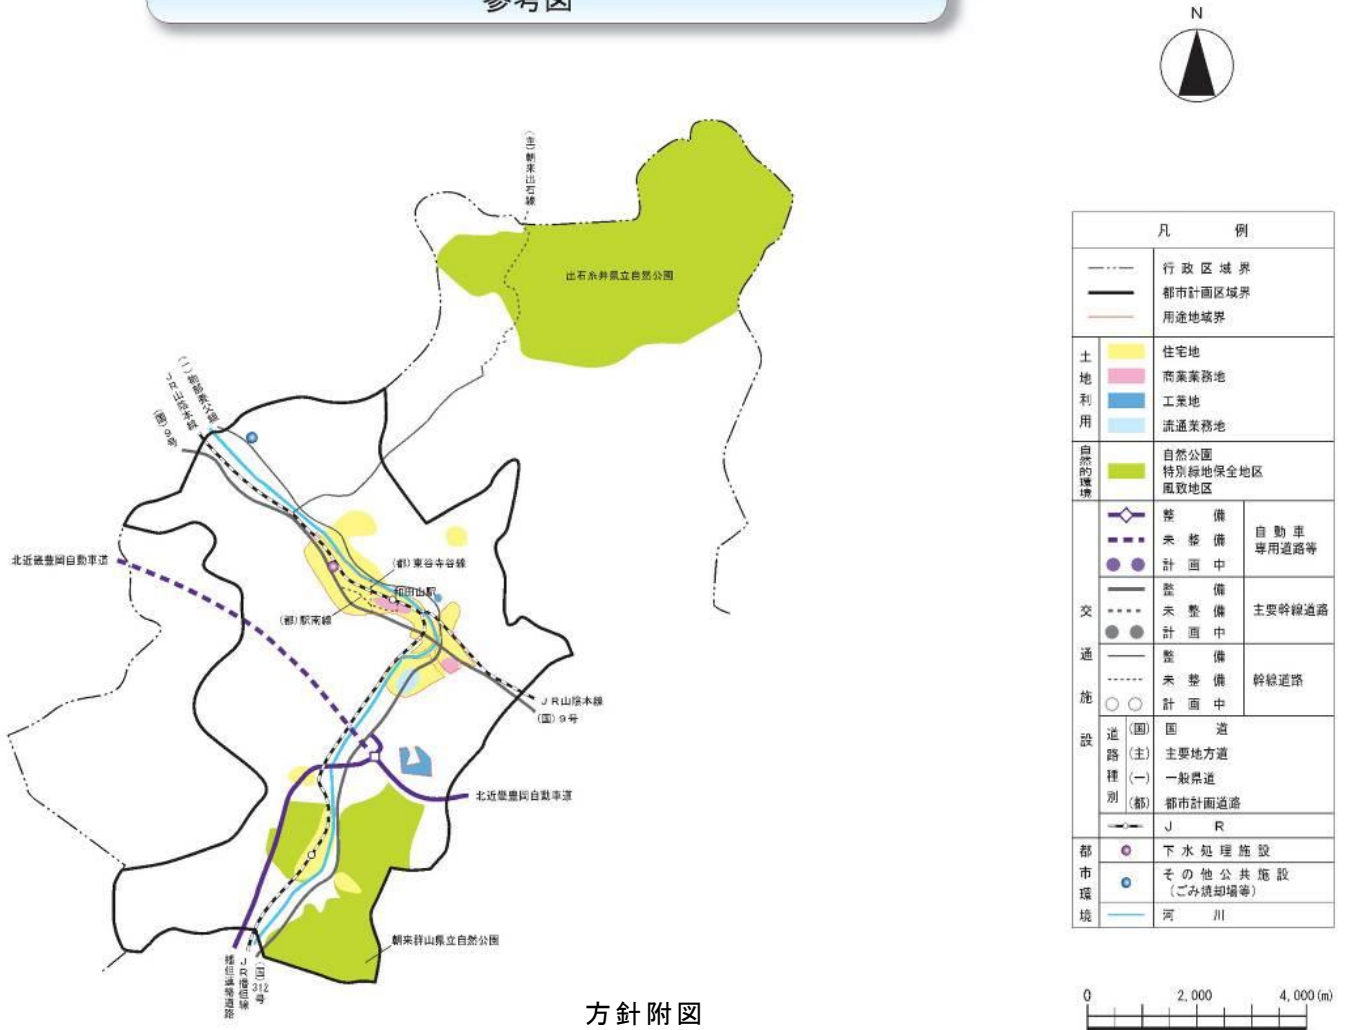 参考図
N
(主)朝来出石線
出石糸井県立自然公園
(一)物部養父線
JR山陰本線
(国)9号
北近畿豊岡自動車道
(都)東谷寺谷線
和田山駅
(都)駅南線
JR山陰本線
(国)9号
北近畿豊岡自動車道
朝来群山県立自然公園
播但連絡道路
JR播但線
(国)312号
方針附図
凡 例
行政区域界
都市計画区域界
用途地域界
土地利用
住宅地
商業業務地
工業地
流通業務地
自然的環境
自然公園
特別緑地保全地区
風致地区
交通施設
整備
未整備
計画中
自動車
専用道路等
整備
未整備
計画中
主要幹線道路
整備
未整備
計画中
幹線道路
道路種別
(国) 国道
(主) 主要地方道
(一) 一般県道
(都) 都市計画道路
JR
都市環境
下水処理施設
その他公共施設
(ごみ焼却場等)
河川
0 2,000 4,000(m)